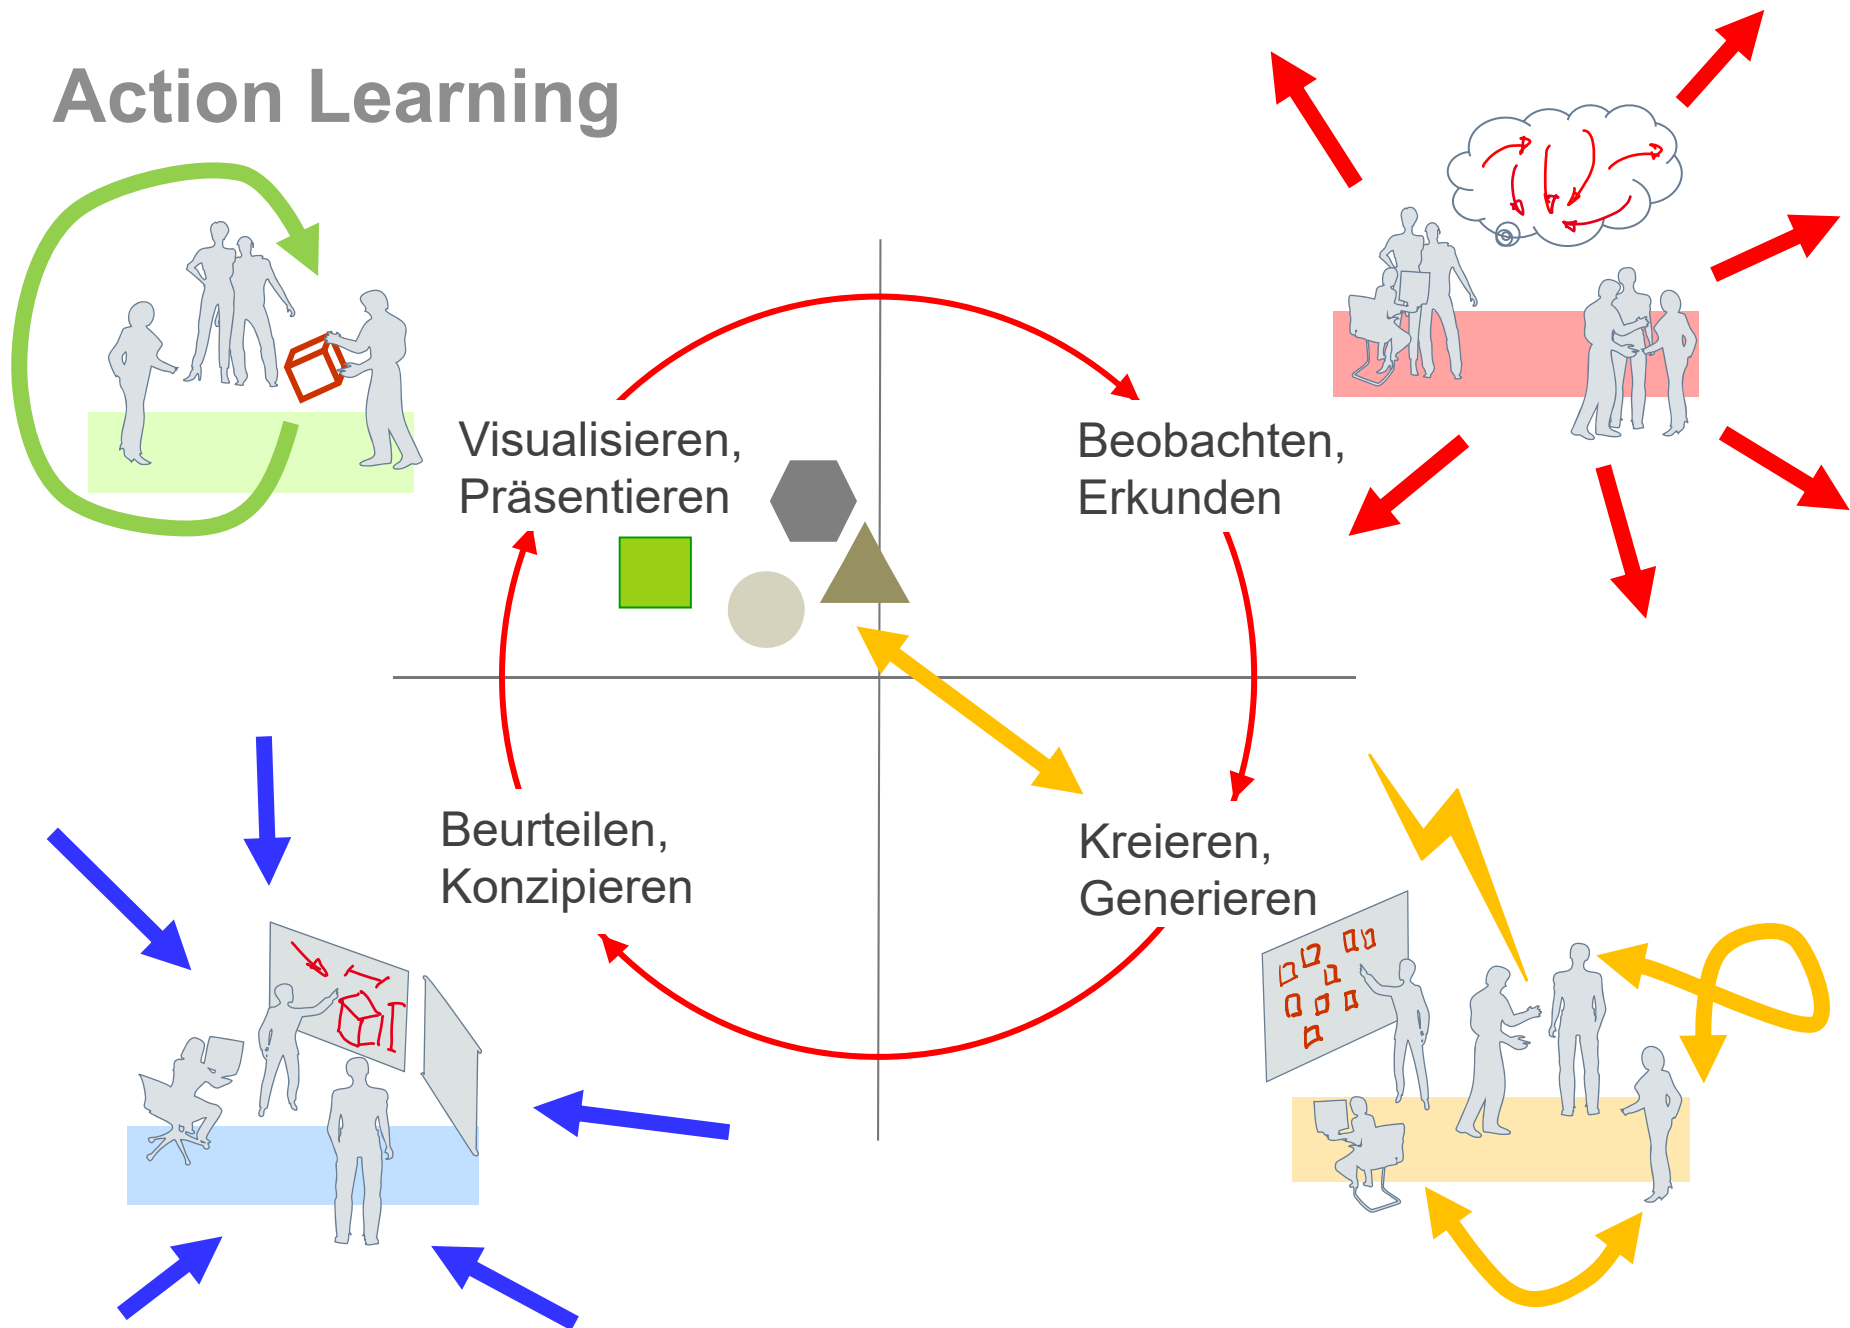 Action Learning
Visualisieren,
Präsentieren
Beobachten,
Erkunden
Beurteilen,
Konzipieren
Kreieren,
Generieren